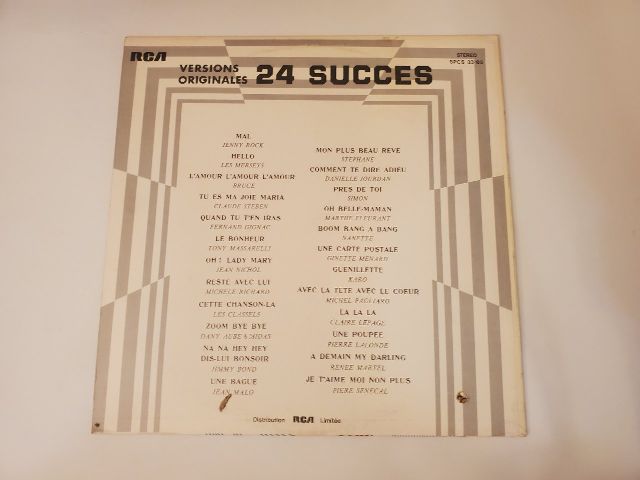 RCA
VERSIONS
ORIGINALES
24 SUCCES
STEREO
MAL
JENNY ROCK
HELLO
LES MERSEYS
L'AMOUR L'AMOUR L'AMOUR
BRUCE
TU ES MA JOIE MARIA
CLAUDE STEBEN
QUAND TU T'EN IRAS
FERNAND GIGNAC
LE BONHEUR
TONY MASSARELLI
OH! LADY MARY
JEAN NICHOL
RESTE AVEC LUI
MICHELE RICHARD
CETTE CHANSON-LA
LES CLASSELS
ZOOM BYE BYE
DANY AUBE
NA NA HEY HEY
DIS-LUI BONSOIR
JIMMY BOND
UNE BAGUE
JEAN MALO
MON PLUS BEAU REVE
STEPHANE
COMMENT TE DIRE ADIEU
DANIELLE JOURDAN
PRES DE TOI
SIMON
OH BELLE-MAMAN
MARTHE FLEURANT
BOOM BANG A BANG
NANETTE
UNE CARTE POSTALE
GINETTE MENARD
GUENILLETTE
KARO
AVEC LA TETE AVEC LE COEUR
MICHEL PAGLIARO
LA LA LA
CLAIRE LEPAGE
UNE POUPEE
PIERRE LALONDE
A DEMAIN MY DARLING
RENEE MARTEL
JE T'AIME MOI NON PLUS
PIERE SENECAL
Distribution RCA Limitée